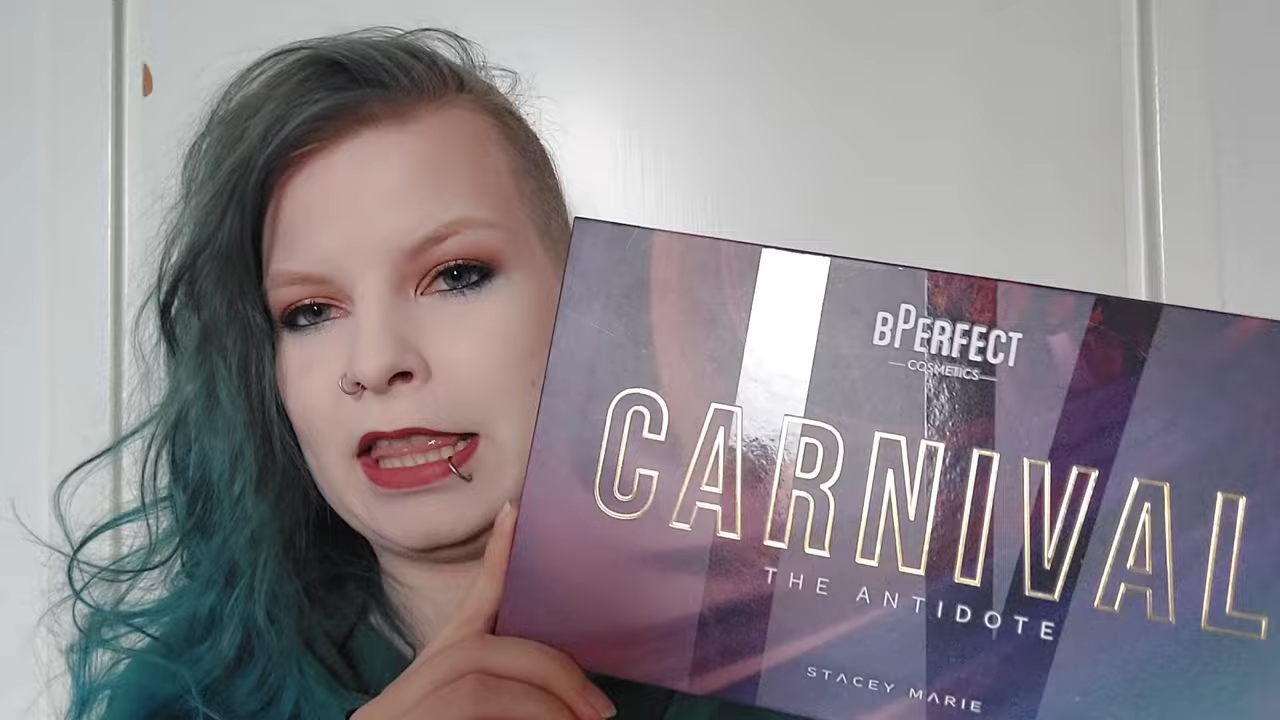 BPERFECT
COSMETICS
CARNIVAL
THE ANTIDOTE
STACEY MARIE